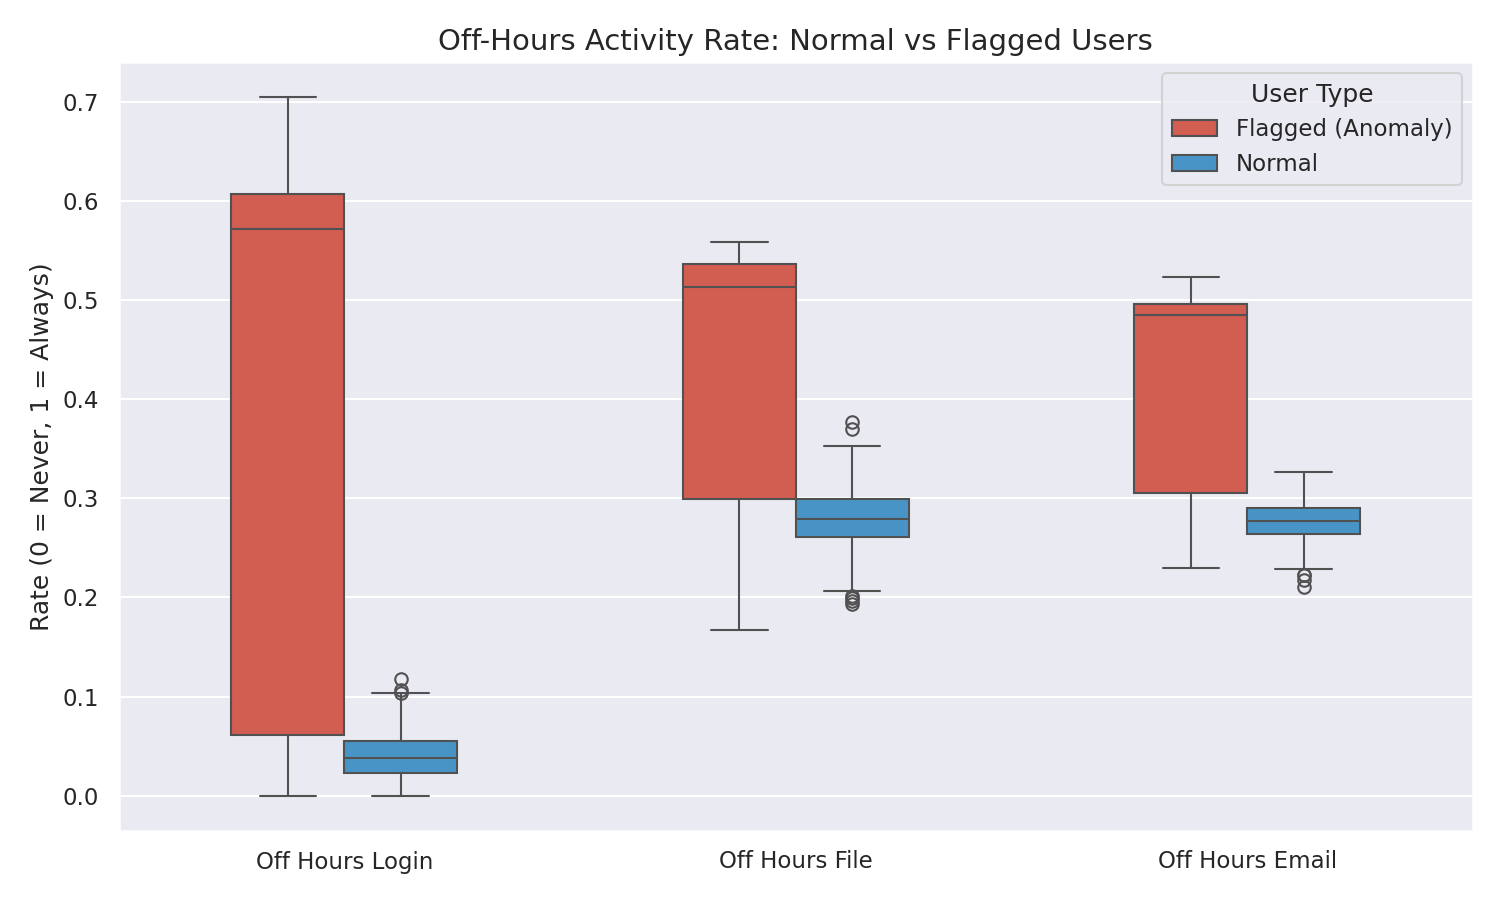 Off-Hours Activity Rate: Normal vs Flagged Users
User Type
Flagged (Anomaly)
Normal
Rate (0 = Never, 1 = Always)
0.7
0.6
0.5
0.4
0.3
0.2
0.1
0.0
Off Hours Login
Off Hours File
Off Hours Email